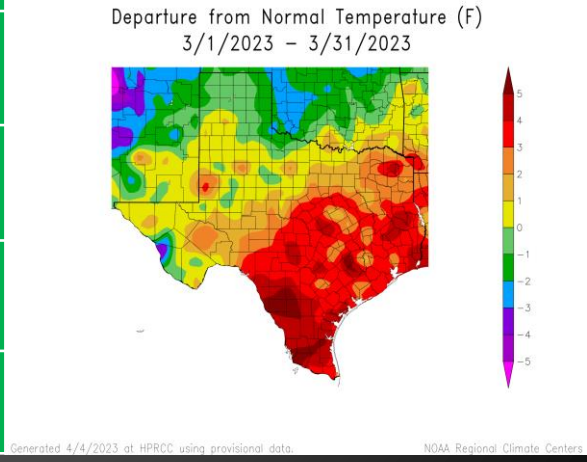 Departure from Normal Temperature (F)
3/1/2023 – 3/31/2023
5
4
3
2
1
0
-1
-2
-3
-4
-5
Generated 4/4/2023 at HPRCC using provisional data.
NOAA Regional Climate Centers